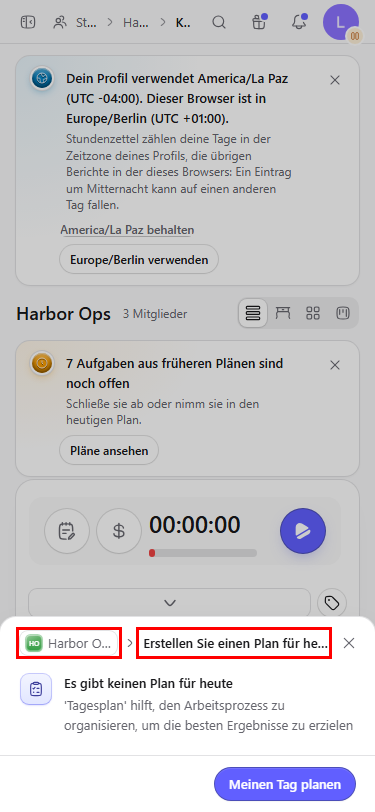 St... > Ha... > K.. L
Dein Profil verwendet America/La Paz
(UTC -04:00). Dieser Browser ist in
Europe/Berlin (UTC +01:00).
Stundenzettel zählen deine Tage in der
Zeitzone deines Profils, die übrigen
Berichte in der dieses Browsers: Ein Eintrag
um Mitternacht kann auf einen anderen
Tag fallen.
America/La Paz behalten
Europe/Berlin verwenden
Harbor Ops 3 Mitglieder
7 Aufgaben aus früheren Plänen sind
noch offen
Schließe sie ab oder nimm sie in den
heutigen Plan.
Pläne ansehen
$ 00:00:00
HO Harbor O... > Erstellen Sie einen Plan für he...
Es gibt keinen Plan für heute
'Tagesplan' hilft, den Arbeitsprozess zu
organisieren, um die besten Ergebnisse zu erzielen
Meinen Tag planen